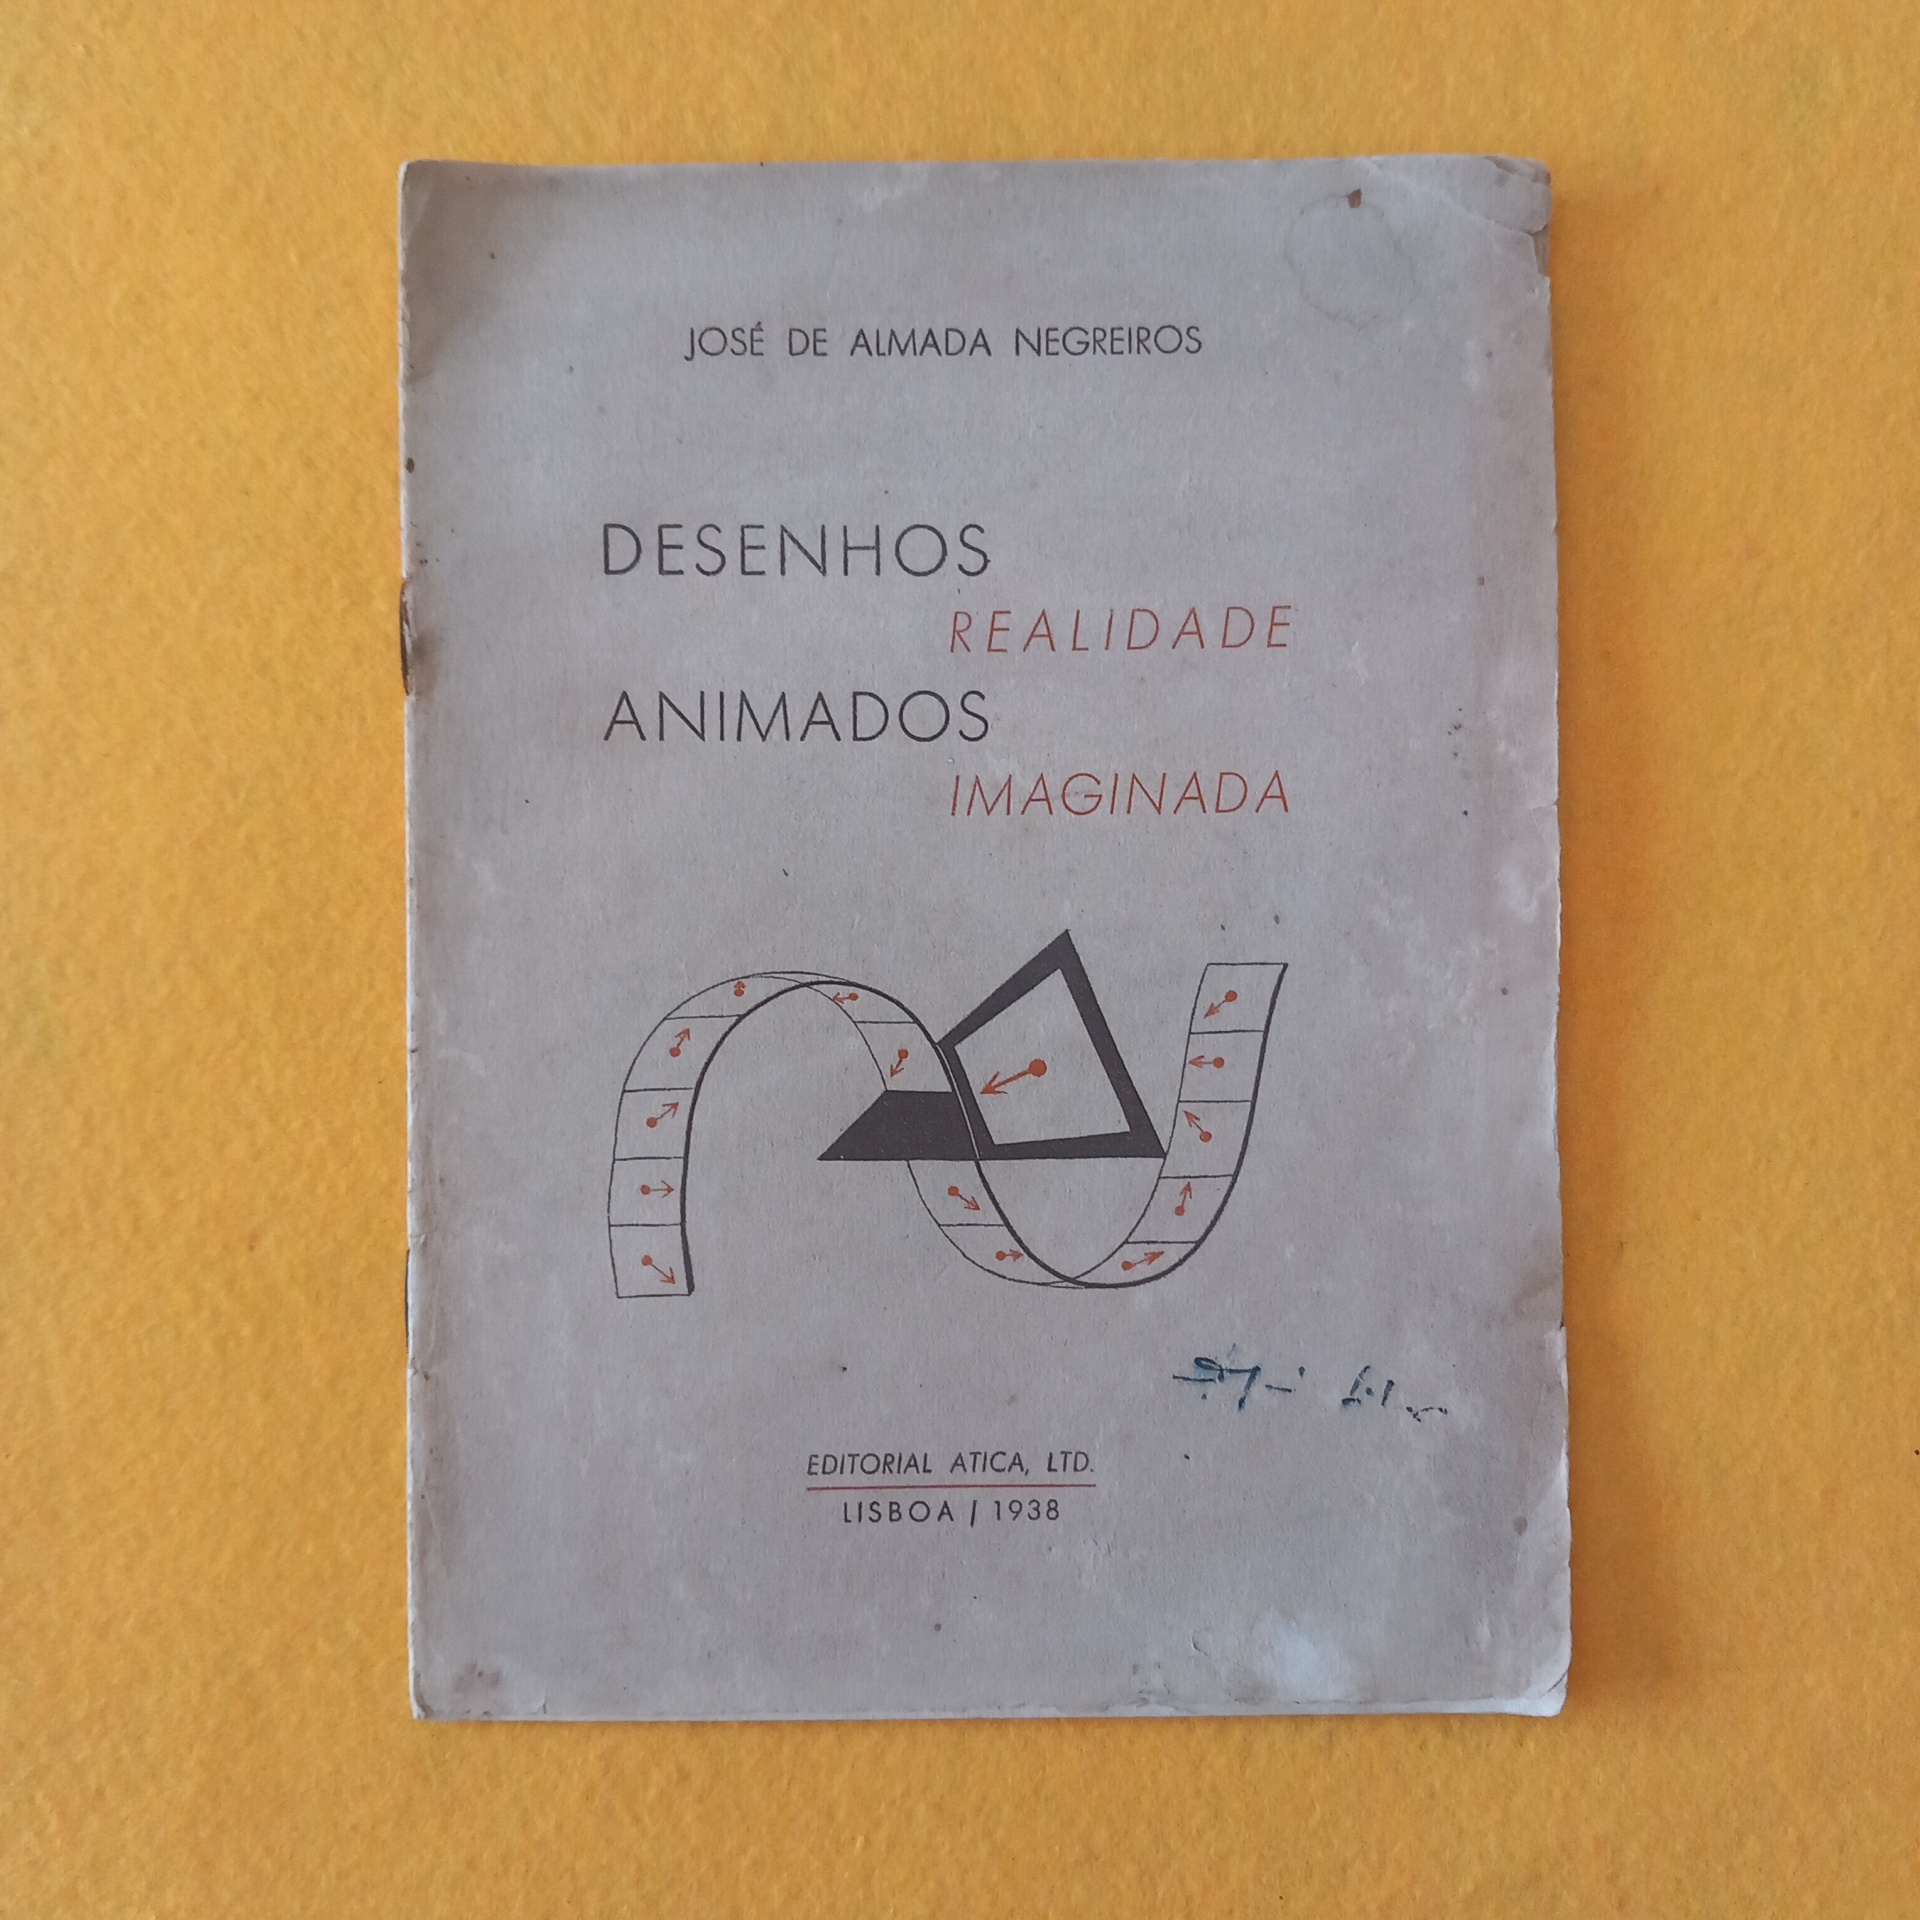 JOSÉ DE ALMADA NEGREIROS
DESENHOS
REALIDADE
ANIMADOS
IMAGINADA
EDITORIAL ATICA, LTD.
LISBOA / 1938